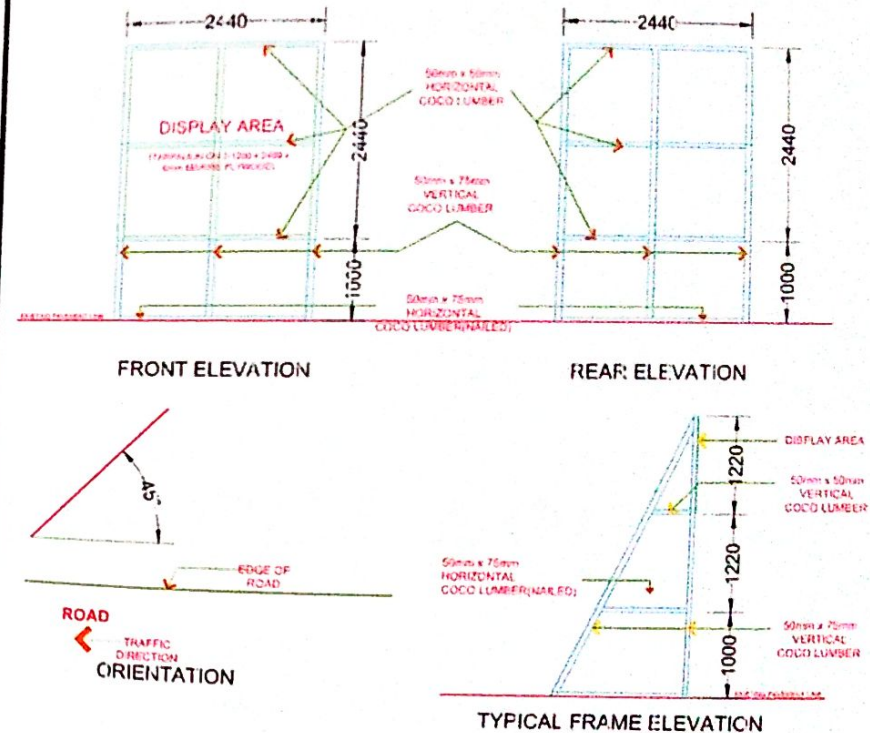 2440
50mm x 50mm
HORIZONTAL
COCO LUMBER
DISPLAY AREA
2440
50mm x 75mm
VERTICAL
COCO LUMBER
1000
50mm x 75mm
HORIZONTAL
COCO LUMBER(NAILED)
FRONT ELEVATION
2440
2440
1000
REAR ELEVATION
45°
EDGE OF
ROAD
ROAD
TRAFFIC
DIRECTION
ORIENTATION
DISPLAY AREA
1220
50mm x 50mm
VERTICAL
COCO LUMBER
1220
50mm x 75mm
HORIZONTAL
COCO LUMBER(NAILED)
50mm x 75mm
VERTICAL
COCO LUMBER
1000
TYPICAL FRAME ELEVATION